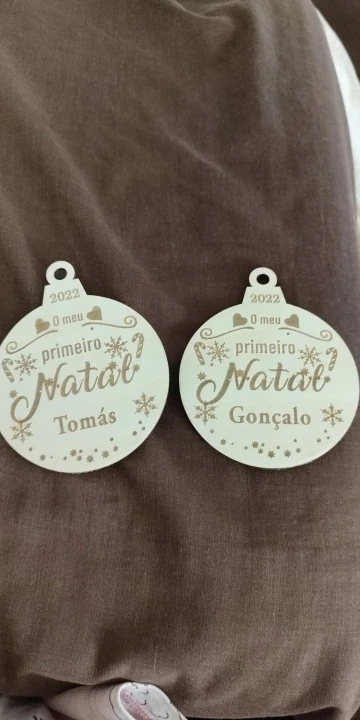 2022
O meu
primeiro
Natal
Tomás
2022
O meu
primeiro
Natal
Gonçalo